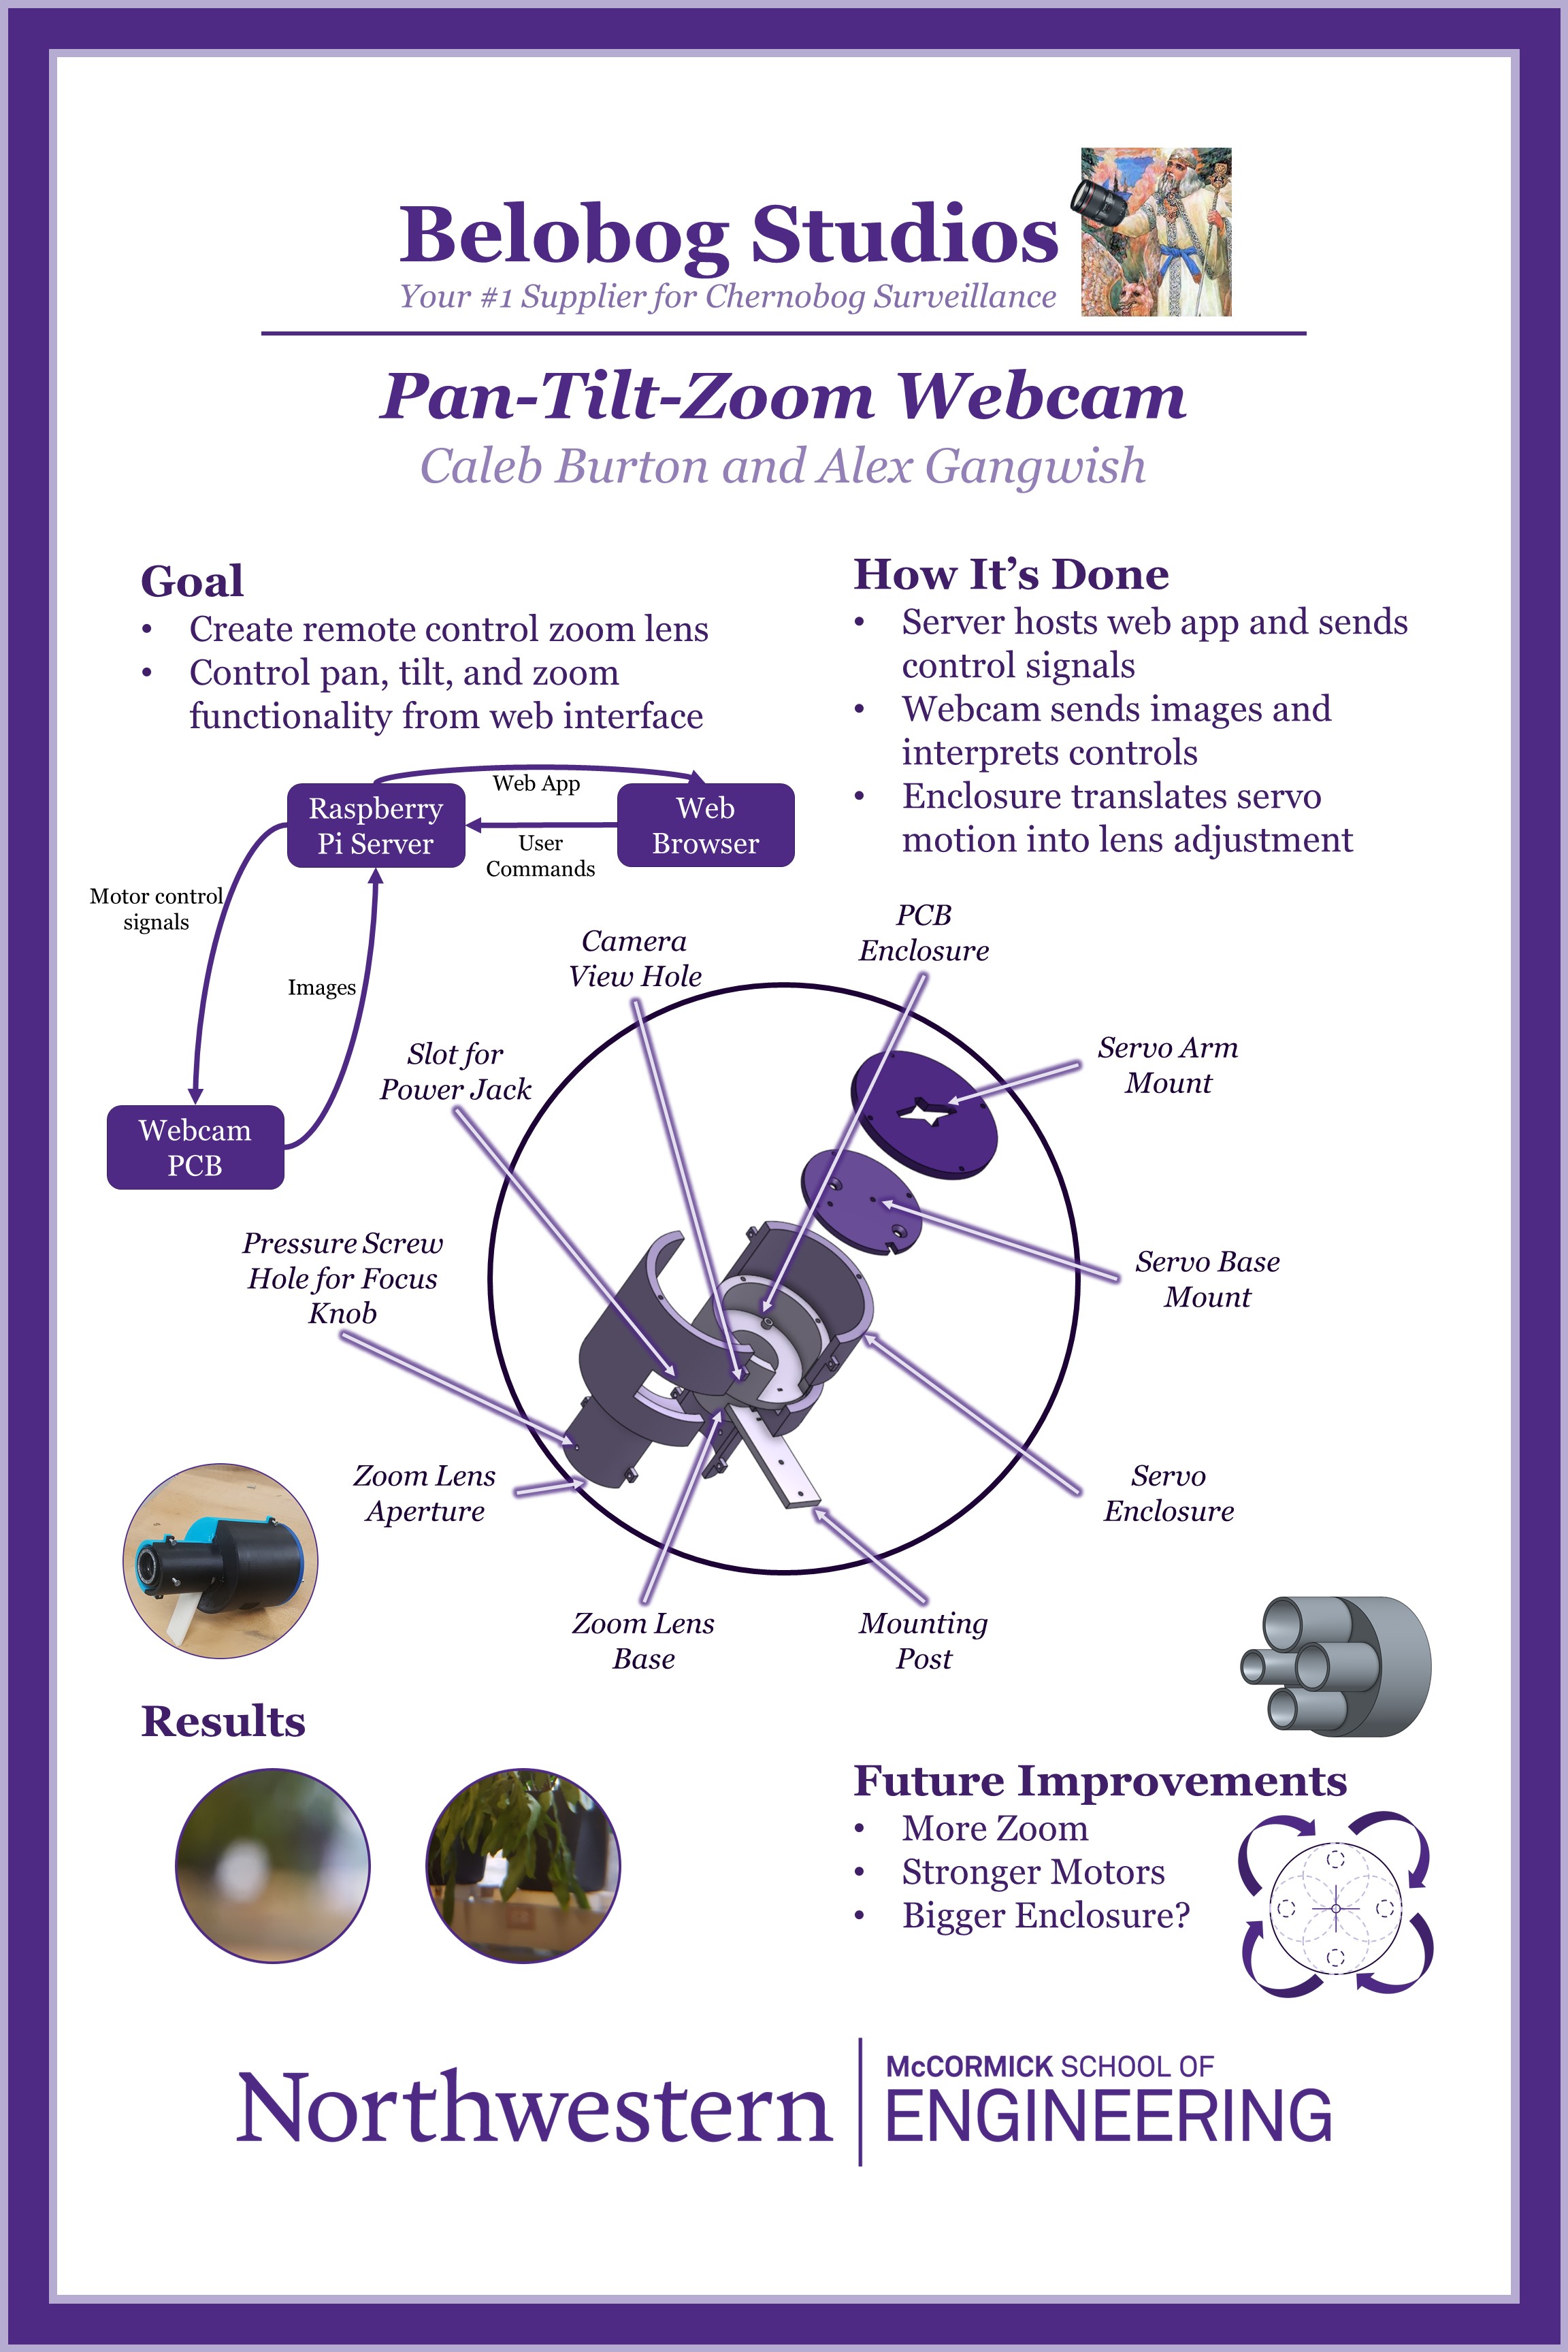 Belobog Studios
Your #1 Supplier for Chernobog Surveillance
Pan-Tilt-Zoom Webcam
Caleb Burton and Alex Gangwish
Goal
• Create remote control zoom lens
• Control pan, tilt, and zoom
functionality from web interface
How It’s Done
• Server hosts web app and sends
control signals
• Webcam sends images and
interprets controls
• Enclosure translates servo
motion into lens adjustment
Web App
Raspberry
Pi Server
Web
Browser
User
Commands
Motor control
signals
Images
Webcam
PCB
Camera
View Hole
PCB
Enclosure
Slot for
Power Jack
Servo Arm
Mount
Pressure Screw
Hole for Focus
Knob
Servo Base
Mount
Zoom Lens
Aperture
Servo
Enclosure
Zoom Lens
Base
Mounting
Post
Results
Future Improvements
• More Zoom
• Stronger Motors
• Bigger Enclosure?
Northwestern
McCORMICK SCHOOL OF
ENGINEERING